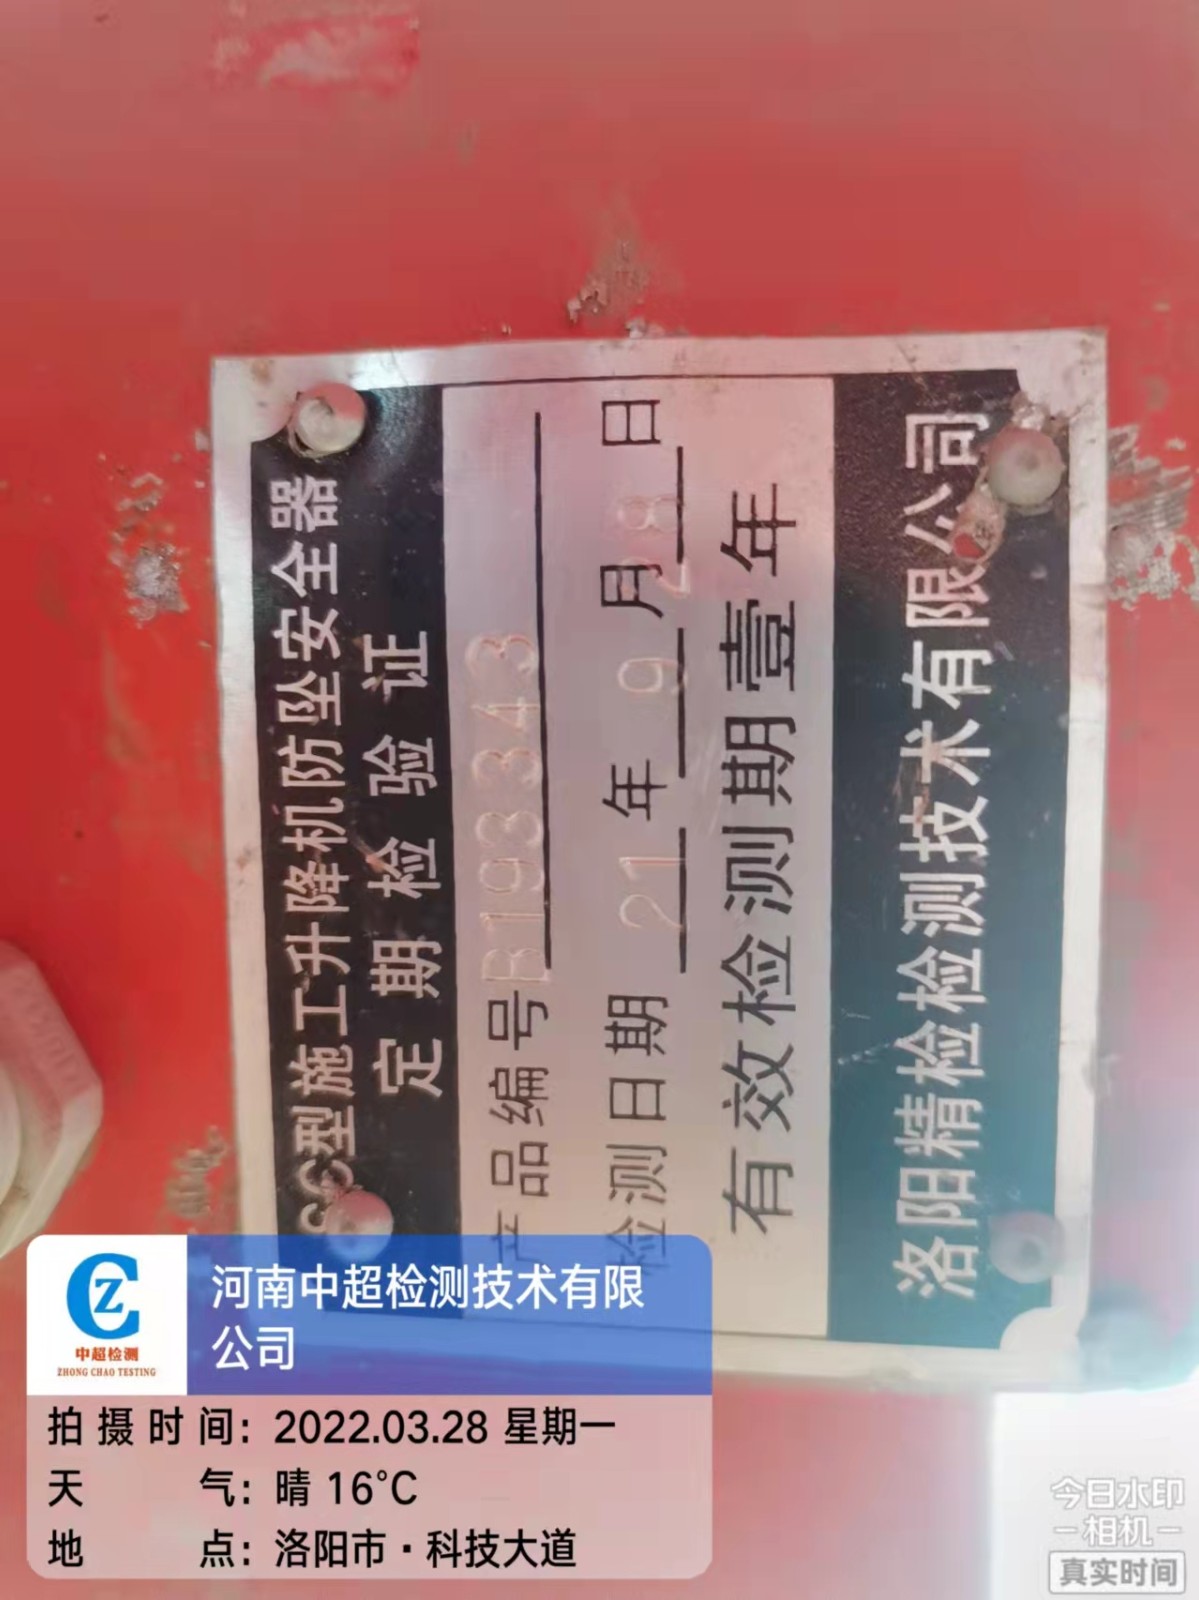 SC型施工升降机防坠安全器
定期检验证
产品编号B1933343
检测日期 21 年 9 月 28 日
有效检测期壹年
洛阳精检检测技术有限公司
CZ
中超检测
ZHONG CHAO TESTING
河南中超检测技术有限
公司
拍摄时间: 2022.03.28 星期一
天气: 晴 16°C
地点: 洛阳市·科技大道
今日水印
相机
真实时间